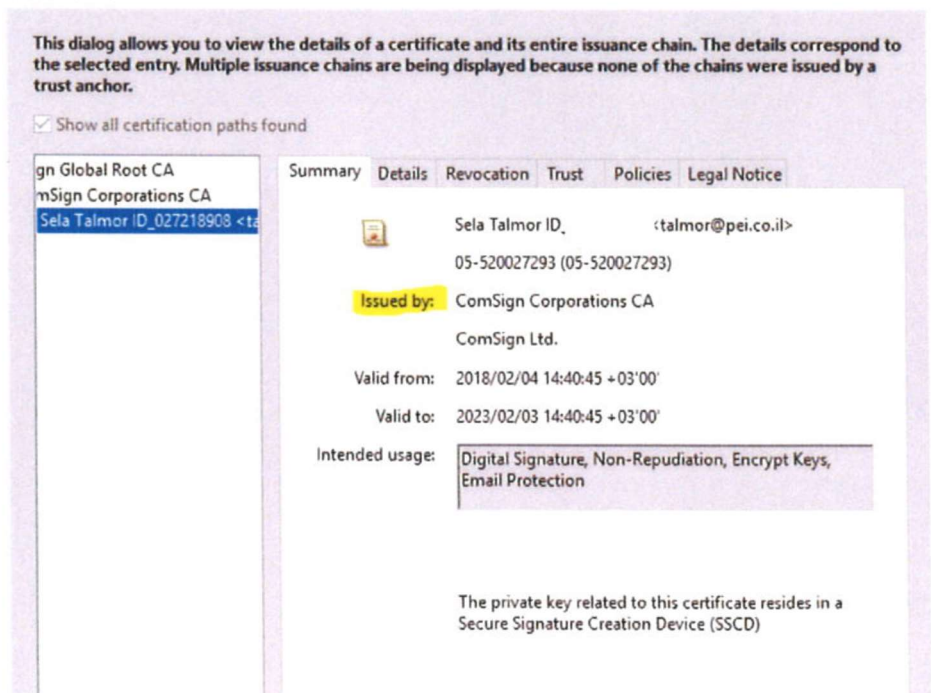 This dialog allows you to view the details of a certificate and its entire issuance chain. The details correspond to
the selected entry. Multiple issuance chains are being displayed because none of the chains were issued by a
trust anchor.
Show all certification paths found
gn Global Root CA
mSign Corporations CA
Sela Talmor ID_027218908 <ta
Summary Details Revocation Trust Policies Legal Notice
Sela Talmor ID_ <talmor@pei.co.il>
05-520027293 (05-520027293)
Issued by: ComSign Corporations CA
ComSign Ltd.
Valid from: 2018/02/04 14:40:45 +03'00'
Valid to: 2023/02/03 14:40:45 +03'00'
Intended usage: Digital Signature, Non-Repudiation, Encrypt Keys,
Email Protection
The private key related to this certificate resides in a
Secure Signature Creation Device (SSCD)